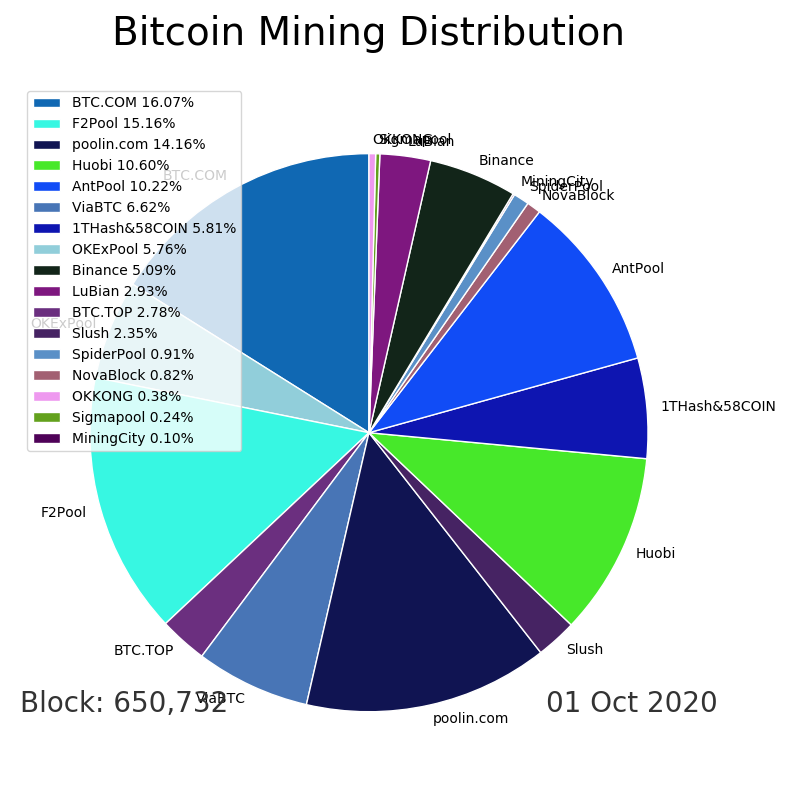 Bitcoin Mining Distribution
BTC.COM 16.07%
F2Pool 15.16%
poolin.com 14.16%
Huobi 10.60%
AntPool 10.22%
ViaBTC 6.62%
1THash&58COIN 5.81%
OKExPool 5.76%
Binance 5.09%
LuBian 2.93%
BTC.TOP 2.78%
Slush 2.35%
SpiderPool 0.91%
NovaBlock 0.82%
OKKONG 0.38%
Sigmapool 0.24%
MiningCity 0.10%
OKKONG
Sigmapool
LuBian
Binance
MiningCity
SpiderPool
NovaBlock
BTC.COM
AntPool
OKExPool
1THash&58COIN
F2Pool
Huobi
BTC.TOP
Slush
ViaBTC
poolin.com
Block: 650,732
01 Oct 2020